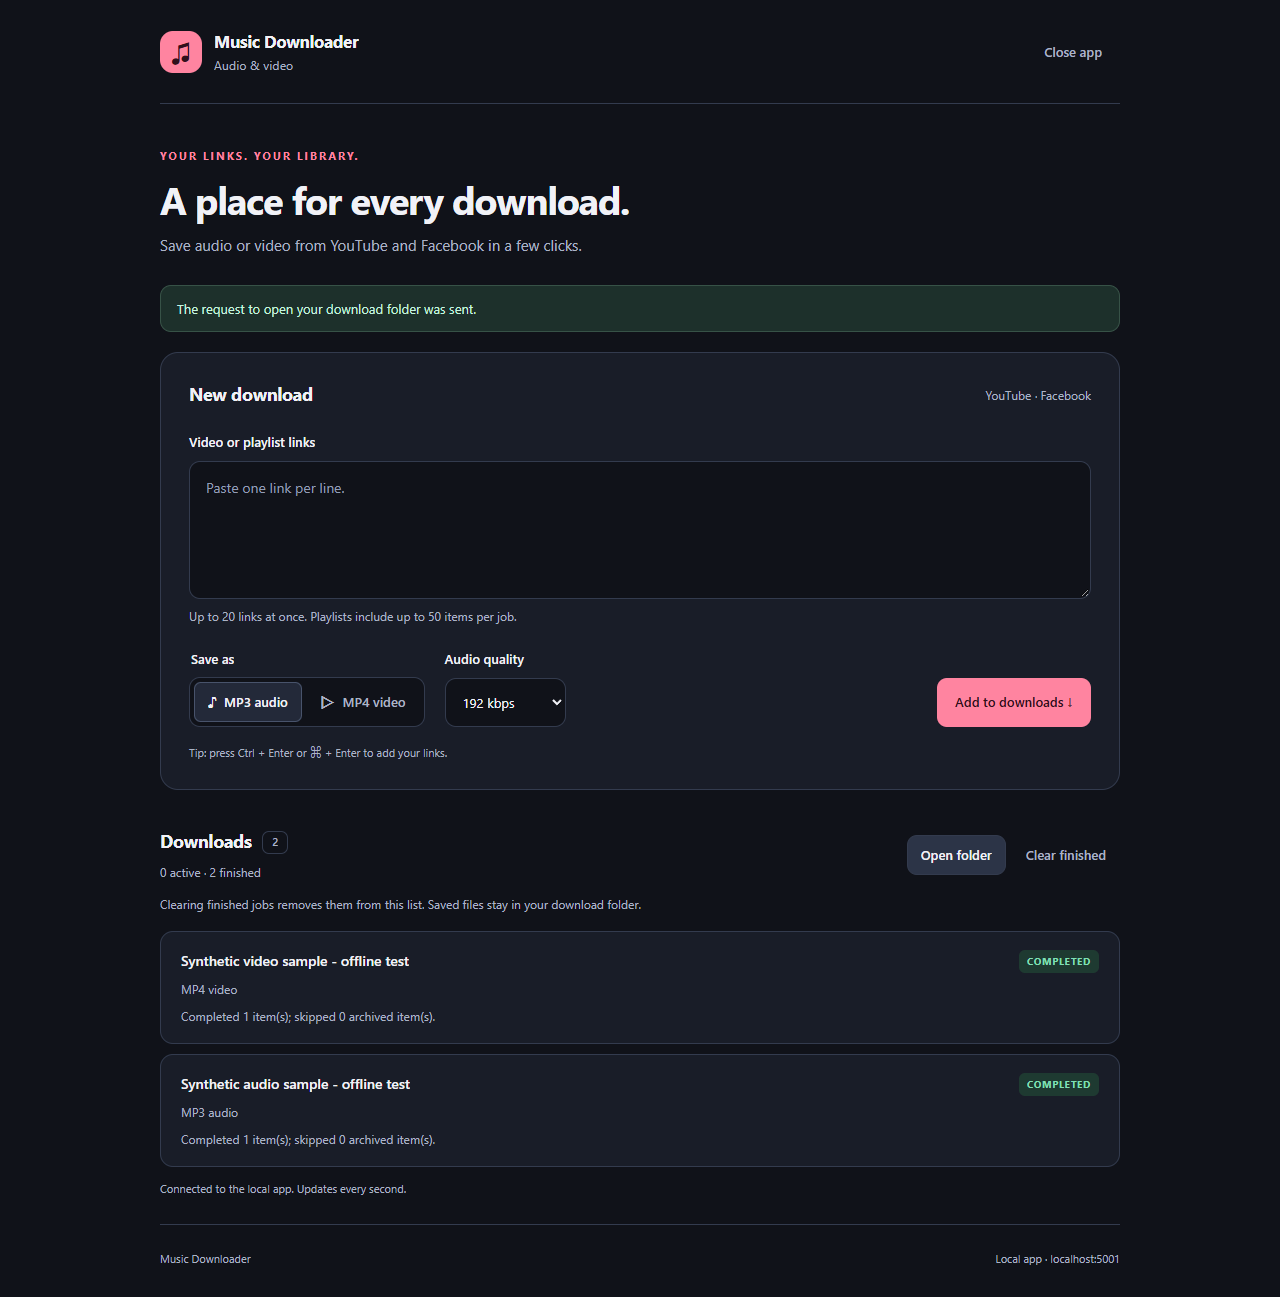 Music Downloader
Audio & video
Close app
YOUR LINKS. YOUR LIBRARY.
A place for every download.
Save audio or video from YouTube and Facebook in a few clicks.
The request to open your download folder was sent.
New download
YouTube · Facebook
Video or playlist links
Paste one link per line.
Up to 20 links at once. Playlists include up to 50 items per job.
Save as
Audio quality
♪ MP3 audio
▷ MP4 video
192 kbps
Add to downloads ↓
Tip: press Ctrl + Enter or ⌘ + Enter to add your links.
Downloads 2
Open folder
Clear finished
0 active · 2 finished
Clearing finished jobs removes them from this list. Saved files stay in your download folder.
Synthetic video sample - offline test
COMPLETED
MP4 video
Completed 1 item(s); skipped 0 archived item(s).
Synthetic audio sample - offline test
COMPLETED
MP3 audio
Completed 1 item(s); skipped 0 archived item(s).
Connected to the local app. Updates every second.
Music Downloader
Local app · localhost:5001